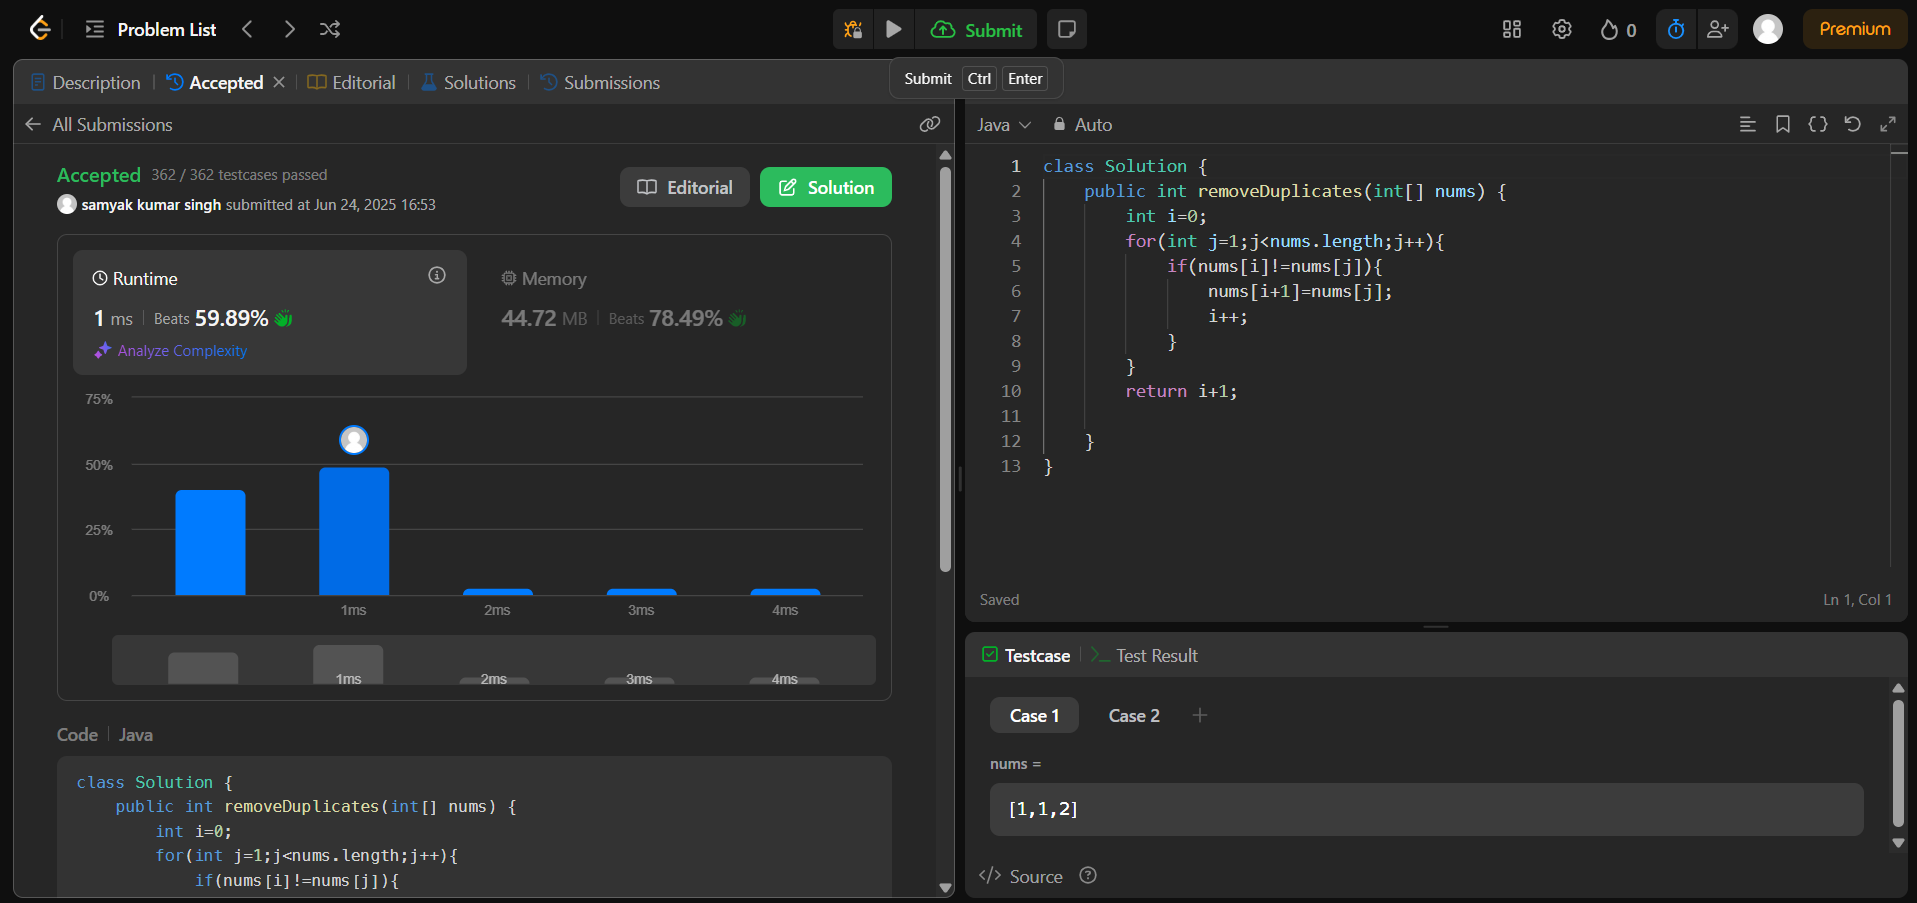 Problem List
Submit
0
Premium
Submit Ctrl Enter
Description
Accepted
Editorial
Solutions
Submissions
All Submissions
Accepted 362 / 362 testcases passed
samyak kumar singh submitted at Jun 24, 2025 16:53
Editorial
Solution
Runtime
1 ms Beats 59.89%
Analyze Complexity
Memory
44.72 MB Beats 78.49%
75%
50%
25%
0%
1ms 2ms 3ms 4ms
1ms 2ms 3ms 4ms
Code Java
class Solution {
    public int removeDuplicates(int[] nums) {
        int i=0;
        for(int j=1;j<nums.length;j++){
            if(nums[i]!=nums[j]){
Java Auto
1 class Solution {
2     public int removeDuplicates(int[] nums) {
3         int i=0;
4         for(int j=1;j<nums.length;j++){
5             if(nums[i]!=nums[j]){
6                 nums[i+1]=nums[j];
7                 i++;
8             }
9         }
10         return i+1;
11
12     }
13 }
Saved
Ln 1, Col 1
Testcase
>_ Test Result
Case 1
Case 2
nums =
[1,1,2]
</> Source